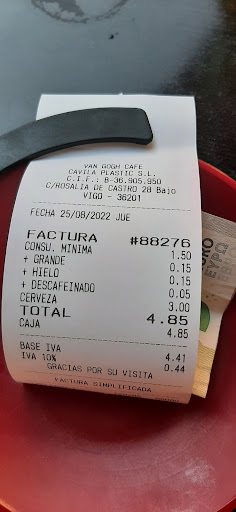 VAN GOGH CAFE
CAVILA PLASTIC S.L.
C.I.F.: B-36.905.950
C/ROSALIA DE CASTRO 28 Bajo
VIGO - 36201
FECHA 25/08/2022 JUE
FACTURA #88276
CONSU. MINIMA 1.50
+ GRANDE 0.15
+ HIELO 0.15
+ DESCAFEINADO 0.05
CERVEZA 3.00
TOTAL 4.85
CAJA 4.85
BASE IVA 4.41
IVA 10% 0.44
GRACIAS POR SU VISITA
FACTURA SIMPLIFICADA
EYPΩ